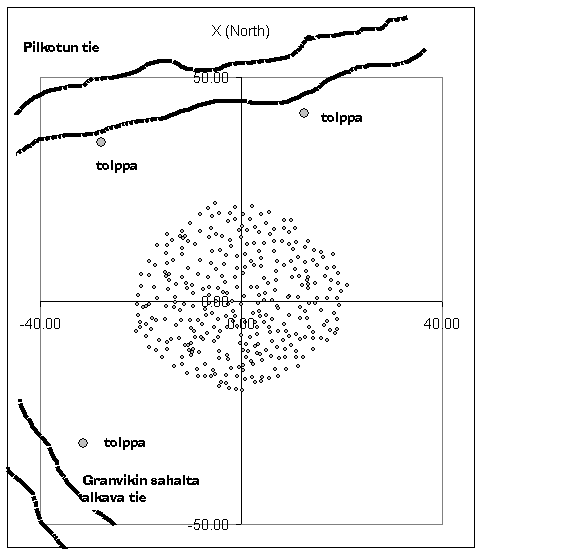 X (North)
Pilkotun tie
50.00
tolppa
tolppa
0.00
-40.00
0.00
40.00
tolppa
Granvikin sahalta
alkava tie
-50.00